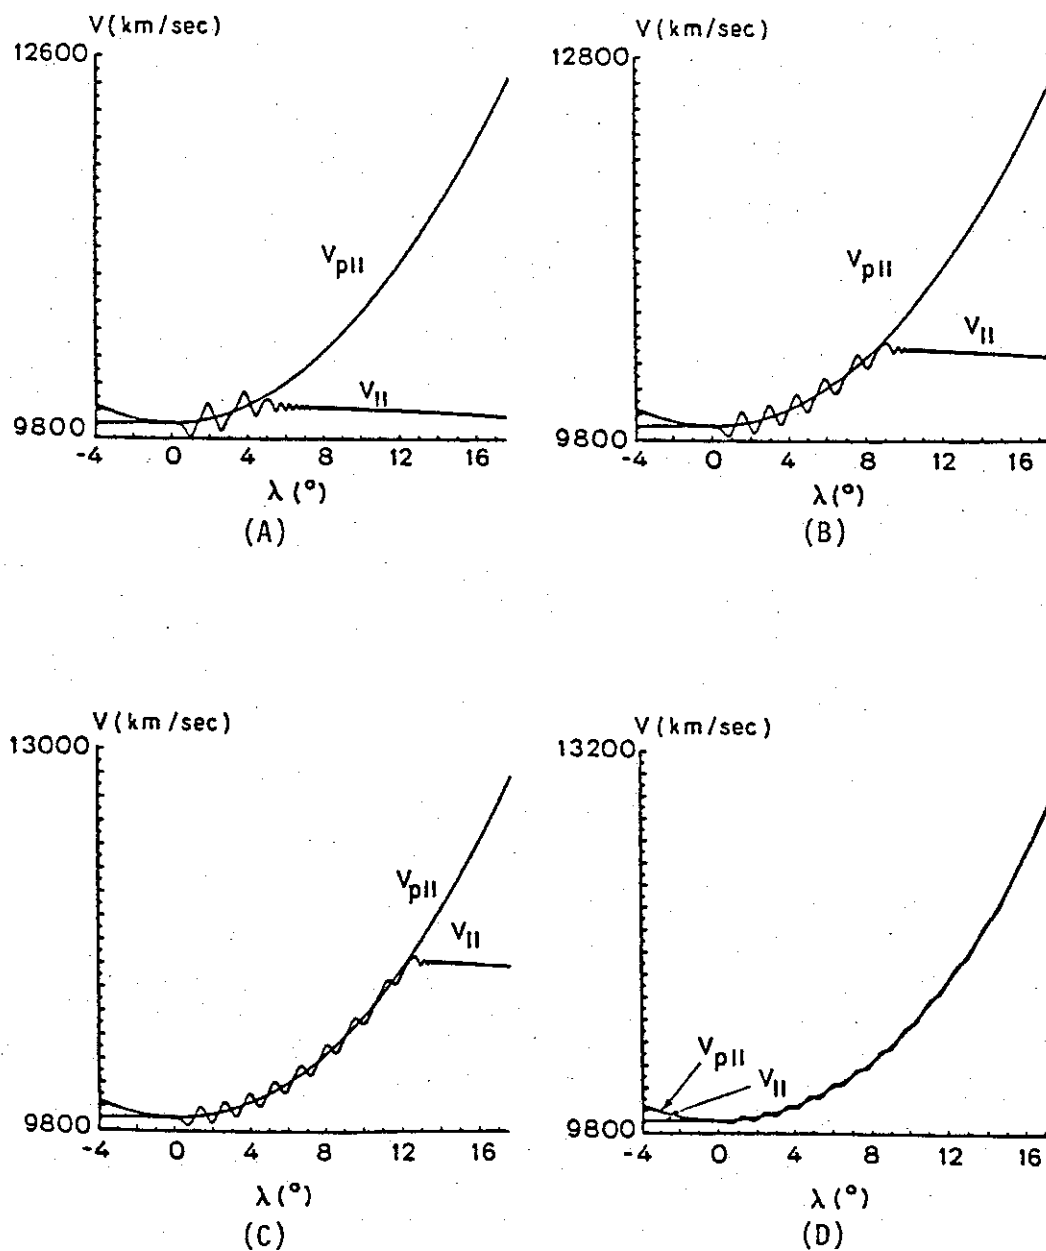 V(km/sec)
12600
Vp||
V||
9800
-4 0 4 8 12 16
λ(°)
(A)
V(km/sec)
12800
Vp||
V||
9800
-4 0 4 8 12 16
λ(°)
(B)
V(km/sec)
13000
Vp||
V||
9800
-4 0 4 8 12 16
λ(°)
(C)
V(km/sec)
13200
Vp||
V||
9800
-4 0 4 8 12 16
λ(°)
(D)